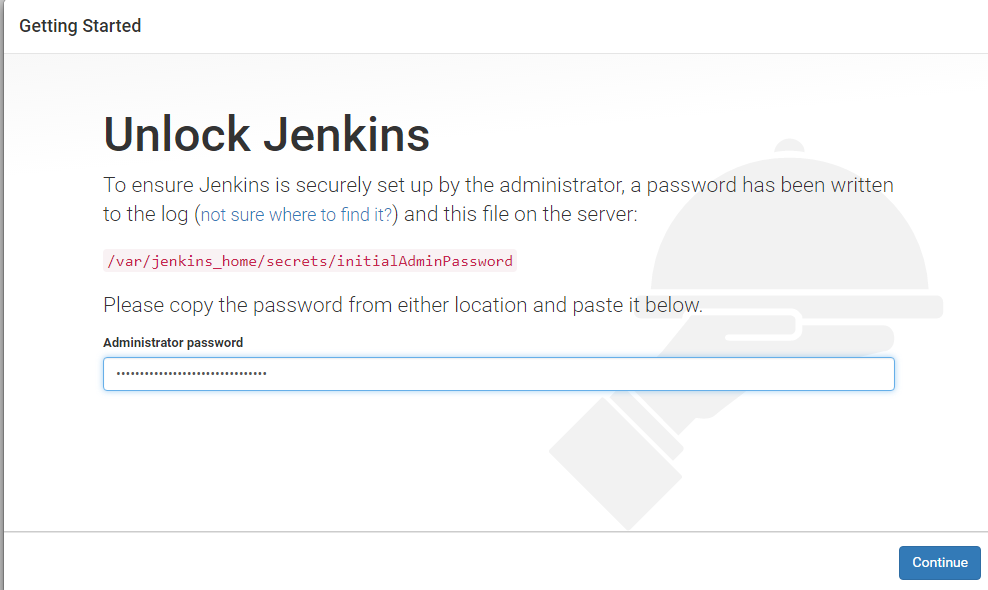 Getting Started
Unlock Jenkins
To ensure Jenkins is securely set up by the administrator, a password has been written
to the log (not sure where to find it?) and this file on the server:
/var/jenkins_home/secrets/initialAdminPassword
Please copy the password from either location and paste it below.
Administrator password
Continue